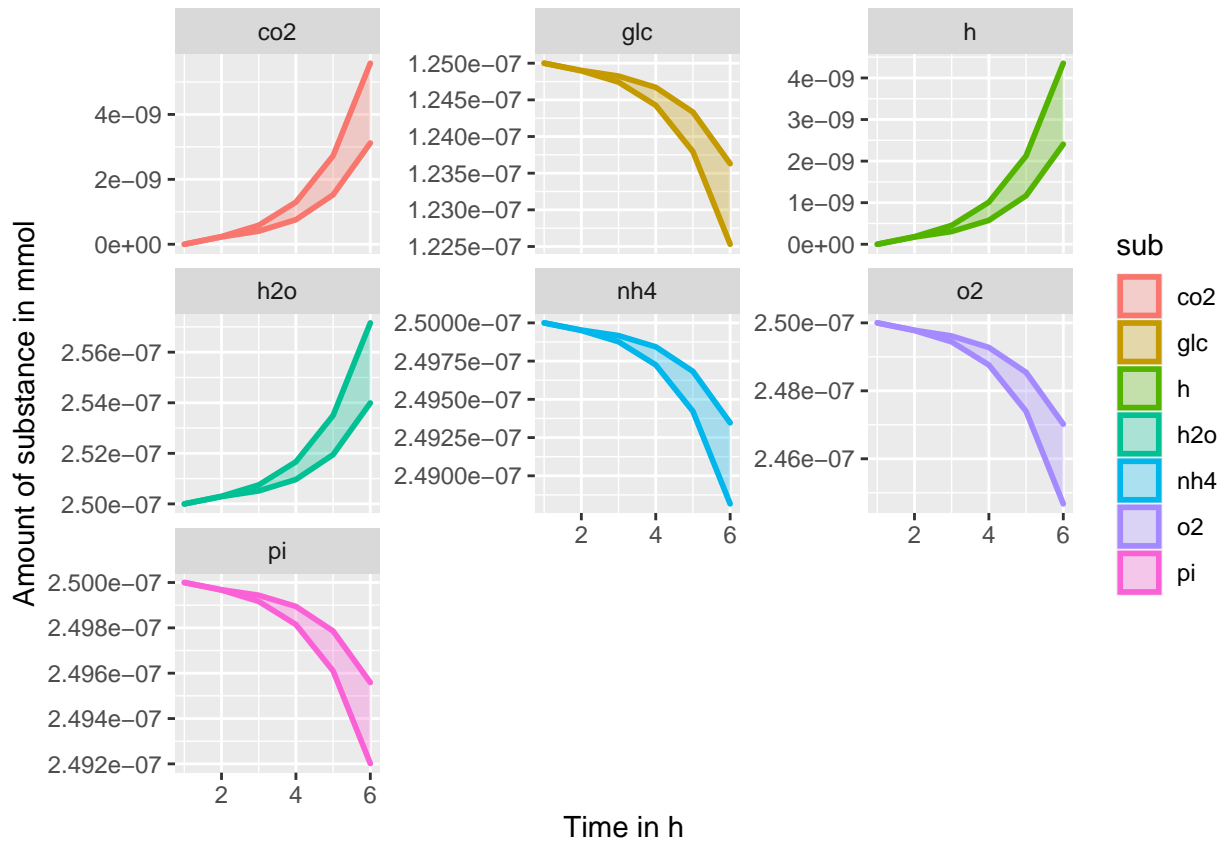 co2
glc
h
4e−09
2e−09
0e+00
1.250e−07
1.245e−07
1.240e−07
1.235e−07
1.230e−07
1.225e−07
4e−09
3e−09
2e−09
1e−09
0e+00
h2o
nh4
o2
2.56e−07
2.54e−07
2.52e−07
2.50e−07
2.5000e−07
2.4975e−07
2.4950e−07
2.4925e−07
2.4900e−07
2 4 6
2.50e−07
2.48e−07
2.46e−07
2 4 6
pi
2.500e−07
2.498e−07
2.496e−07
2.494e−07
2.492e−07
2 4 6
Time in h
Amount of substance in mmol
sub
co2
glc
h
h2o
nh4
o2
pi